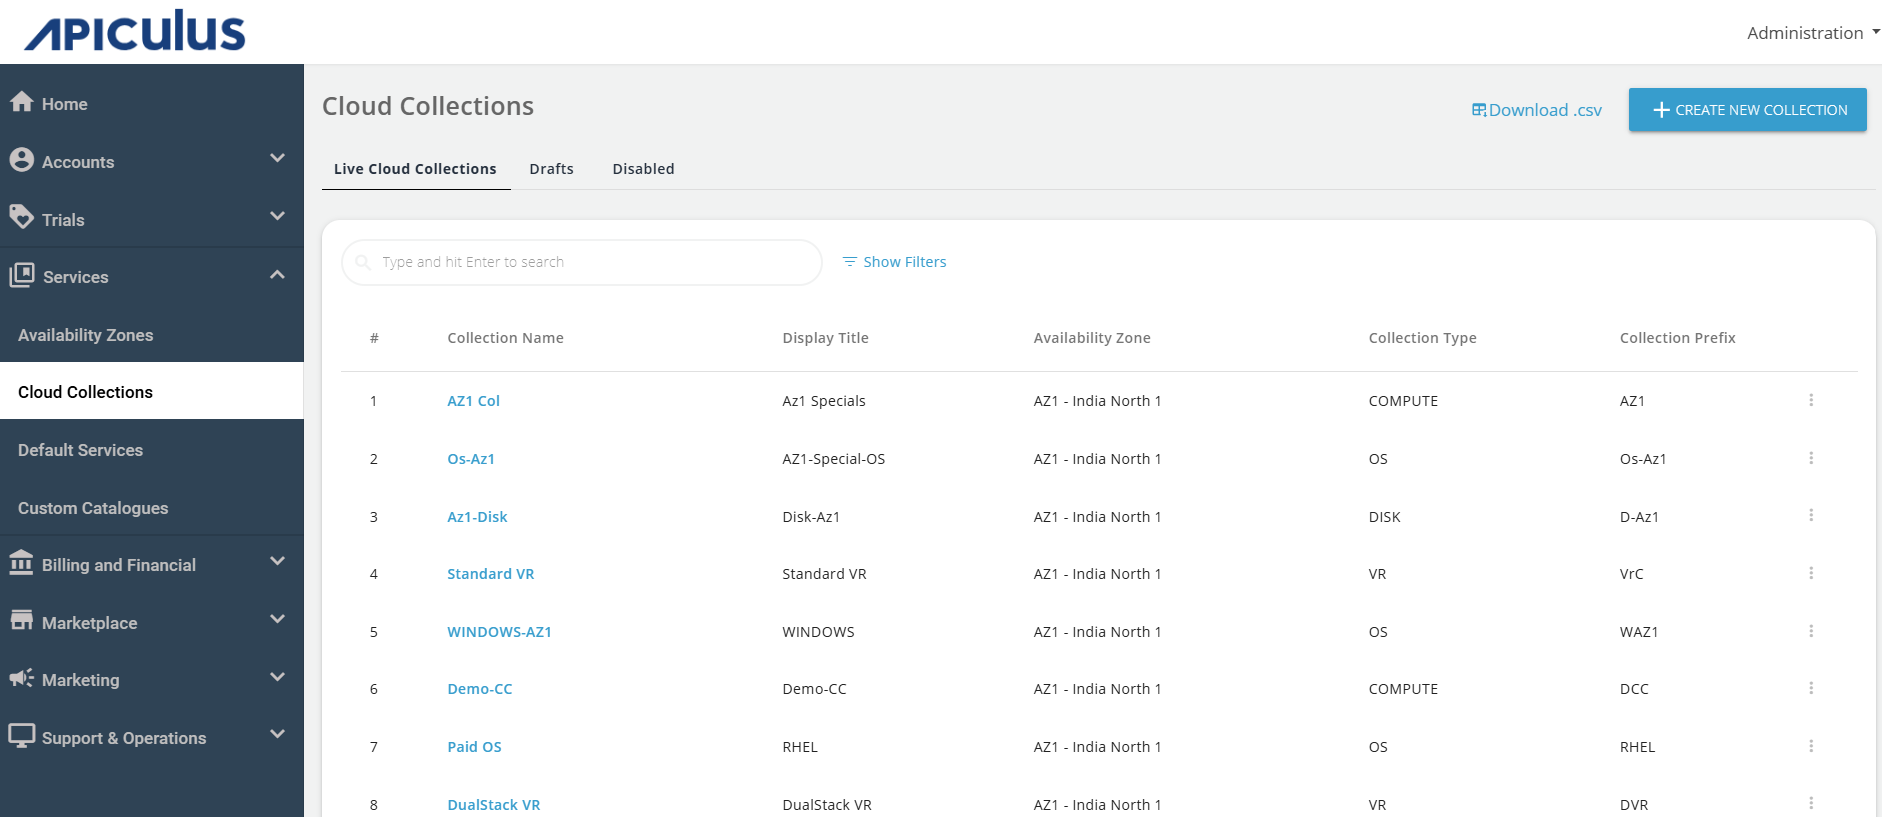 APICULUS
Administration
Home
Accounts
Trials
Services
Availability Zones
Cloud Collections
Default Services
Custom Catalogues
Billing and Financial
Marketplace
Marketing
Support & Operations
Cloud Collections
Download .csv
CREATE NEW COLLECTION
Live Cloud Collections Drafts Disabled
Type and hit Enter to search
Show Filters
# Collection Name Display Title Availability Zone Collection Type Collection Prefix
1 AZ1 Col Az1 Specials AZ1 - India North 1 COMPUTE AZ1
2 Os-Az1 AZ1-Special-OS AZ1 - India North 1 OS Os-Az1
3 Az1-Disk Disk-Az1 AZ1 - India North 1 DISK D-Az1
4 Standard VR Standard VR AZ1 - India North 1 VR VrC
5 WINDOWS-AZ1 WINDOWS AZ1 - India North 1 OS WAZ1
6 Demo-CC Demo-CC AZ1 - India North 1 COMPUTE DCC
7 Paid OS RHEL AZ1 - India North 1 OS RHEL
8 DualStack VR DualStack VR AZ1 - India North 1 VR DVR